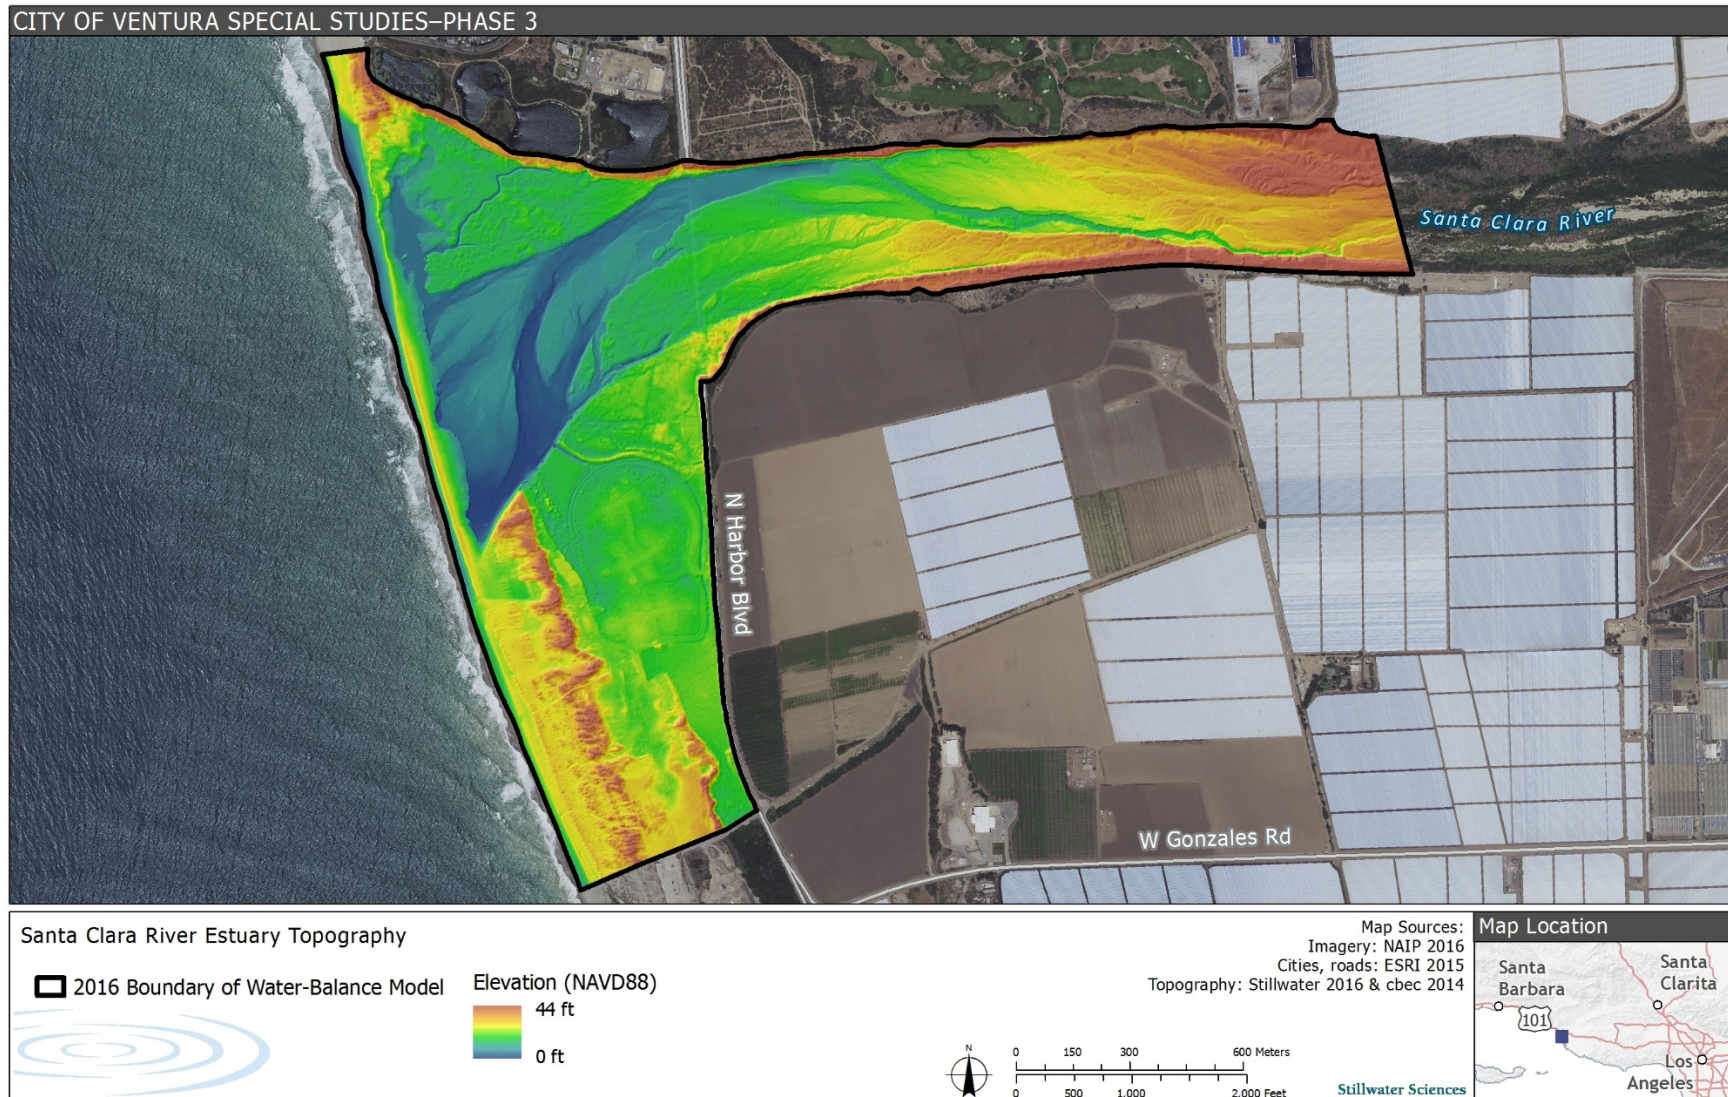 CITY OF VENTURA SPECIAL STUDIES–PHASE 3
Santa Clara River
N Harbor Blvd
W Gonzales Rd
Santa Clara River Estuary Topography
2016 Boundary of Water-Balance Model
Elevation (NAVD88)
44 ft
0 ft
Map Sources:
Imagery: NAIP 2016
Cities, roads: ESRI 2015
Topography: Stillwater 2016 & cbec 2014
N
0 150 300 600 Meters
0 500 1,000 2,000 Feet
Stillwater Sciences
Map Location
Santa
Barbara
Santa
Clarita
101
Los
Angeles